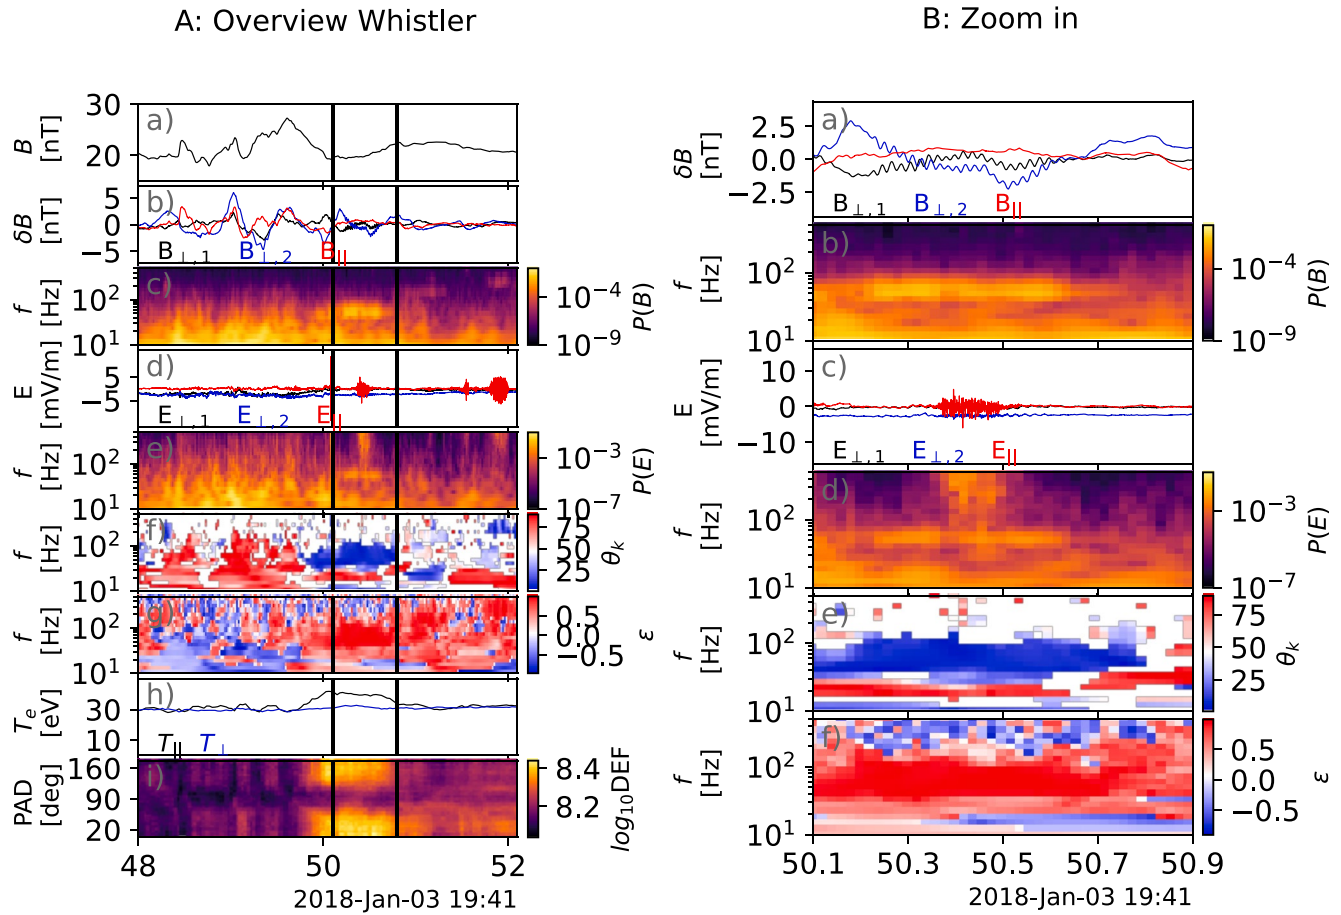 A: Overview Whistler
a)
30
20
B
[nT]
b)
5
0
−5
δB
[nT]
B⊥,1 B⊥,2 B||
c)
10²
10¹
f
[Hz]
10⁻⁴
10⁻⁹
P(B)
d)
5
−5
E
[mV/m]
E⊥,1 E⊥,2 E||
e)
10²
10¹
f
[Hz]
10⁻³
10⁻⁷
P(E)
f)
10²
10¹
f
[Hz]
75
50
25
θk
g)
10²
10¹
f
[Hz]
0.5
0.0
−0.5
ε
h)
30
10
Te
[eV]
T|| T⊥
i)
160
90
20
PAD
[deg]
8.4
8.2
log₁₀DEF
48 50 52
2018-Jan-03 19:41
B: Zoom in
a)
2.5
0.0
−2.5
δB
[nT]
B⊥,1 B⊥,2 B||
b)
10²
10¹
f
[Hz]
10⁻⁴
10⁻⁹
P(B)
c)
10
0
−10
E
[mV/m]
E⊥,1 E⊥,2 E||
d)
10²
10¹
f
[Hz]
10⁻³
10⁻⁷
P(E)
e)
10²
10¹
f
[Hz]
75
50
25
θk
f)
10²
10¹
f
[Hz]
0.5
0.0
−0.5
ε
50.1 50.3 50.5 50.7 50.9
2018-Jan-03 19:41